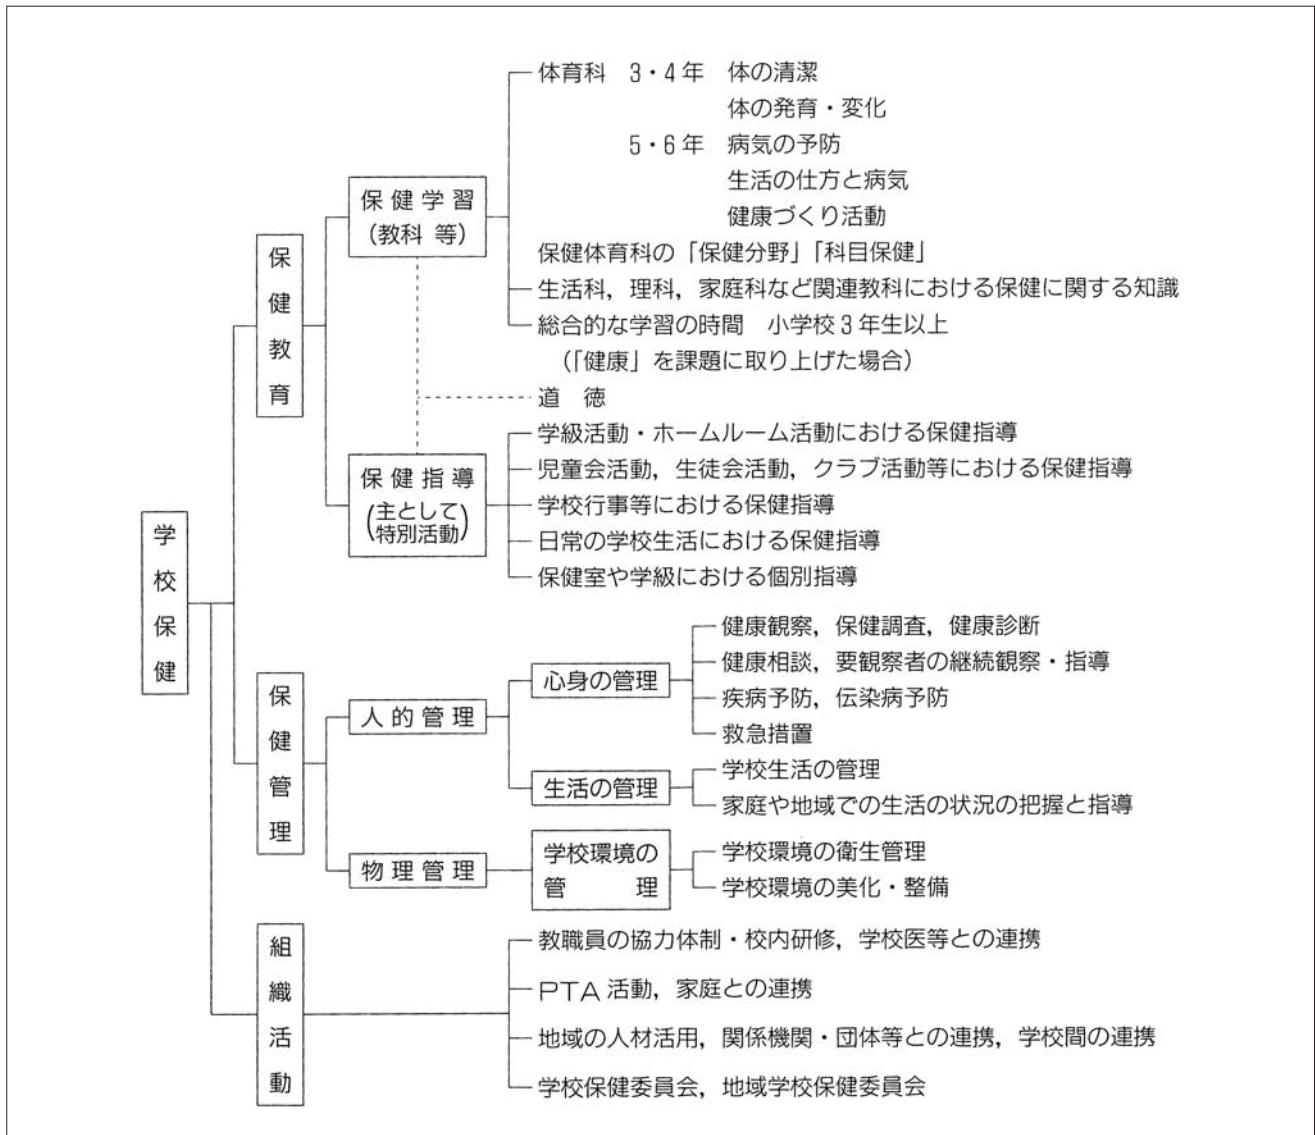 学校保健
保健教育
保健学習
(教科 等)
体育科 3・4年 体の清潔
体の発育・変化
5・6年 病気の予防
生活の仕方と病気
健康づくり活動
保健体育科の「保健分野」「科目保健」
生活科，理科，家庭科など関連教科における保健に関する知識
総合的な学習の時間 小学校3年生以上
(「健康」を課題に取り上げた場合)
道 徳
保健指導
(主として
特別活動)
学級活動・ホームルーム活動における保健指導
児童会活動，生徒会活動，クラブ活動等における保健指導
学校行事等における保健指導
日常の学校生活における保健指導
保健室や学級における個別指導
保健管理
人的管理
心身の管理
健康観察，保健調査，健康診断
健康相談，要観察者の継続観察・指導
疾病予防，伝染病予防
救急措置
生活の管理
学校生活の管理
家庭や地域での生活の状況の把握と指導
物理管理
学校環境の
管 理
学校環境の衛生管理
学校環境の美化・整備
組織活動
教職員の協力体制・校内研修，学校医等との連携
PTA 活動，家庭との連携
地域の人材活用，関係機関・団体等との連携，学校間の連携
学校保健委員会，地域学校保健委員会